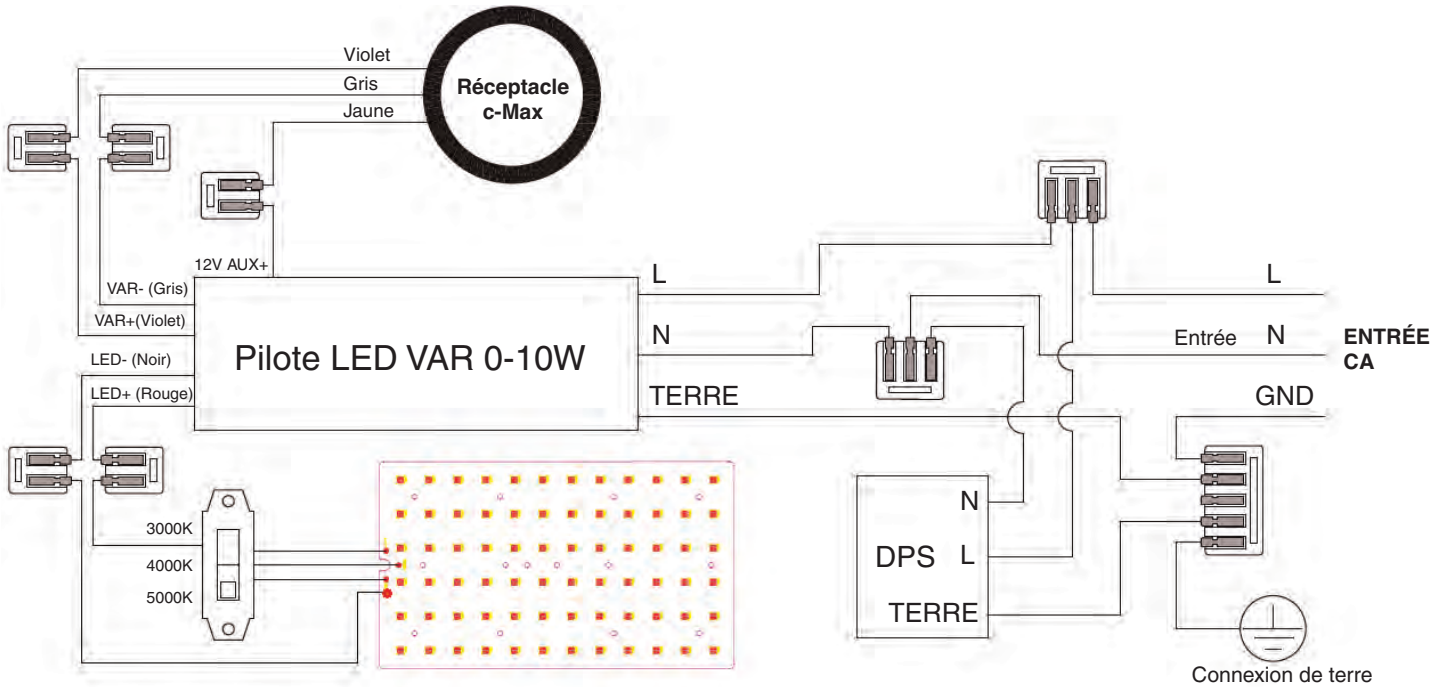 Violet
Gris
Jaune
Réceptacle
c-Max
12V AUX+
VAR- (Gris)
VAR+(Violet)
LED- (Noir)
LED+ (Rouge)
Pilote LED VAR 0-10W
L
N
TERRE
L
Entrée N
ENTRÉE
CA
GND
3000K
4000K
5000K
N
DPS L
TERRE
Connexion de terre